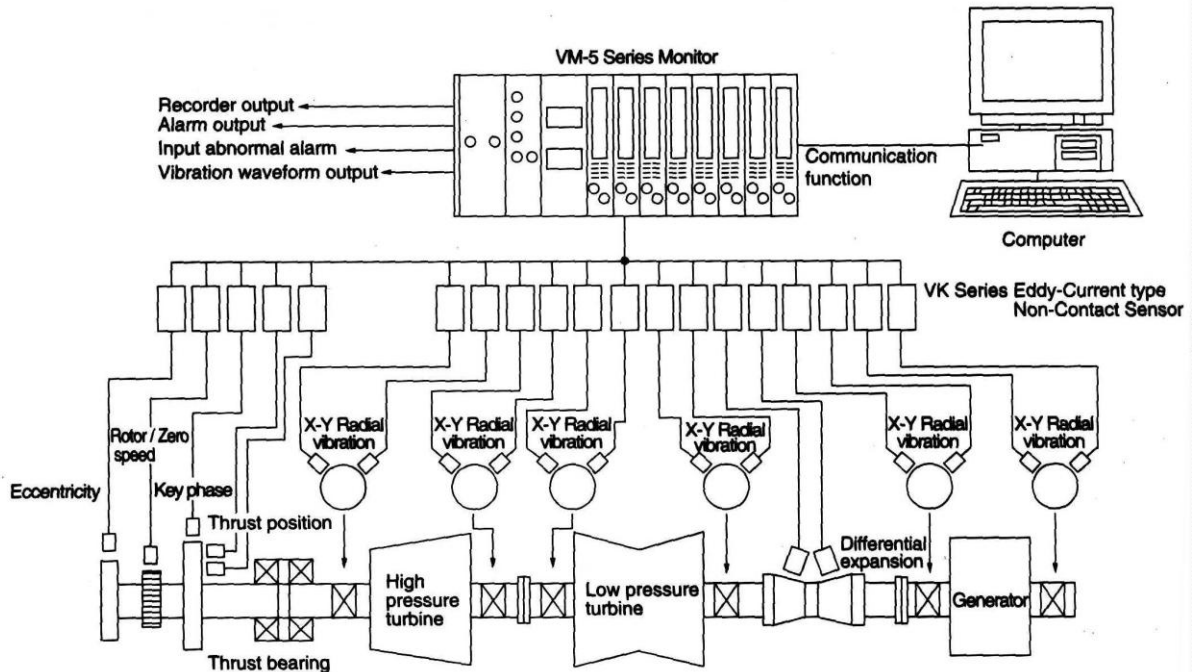 VM-5 Series Monitor
Recorder output
Alarm output
Input abnormal alarm
Vibration waveform output
Communication
function
Computer
VK Series Eddy-Current type
Non-Contact Sensor
X-Y Radial
vibration
X-Y Radial
vibration
X-Y Radial
vibration
X-Y Radial
vibration
X-Y Radial
vibration
X-Y Radial
vibration
Rotor / Zero
speed
Eccentricity
Key phase
Thrust position
Differential
expansion
High
pressure
turbine
Low pressure
turbine
Generator
Thrust bearing